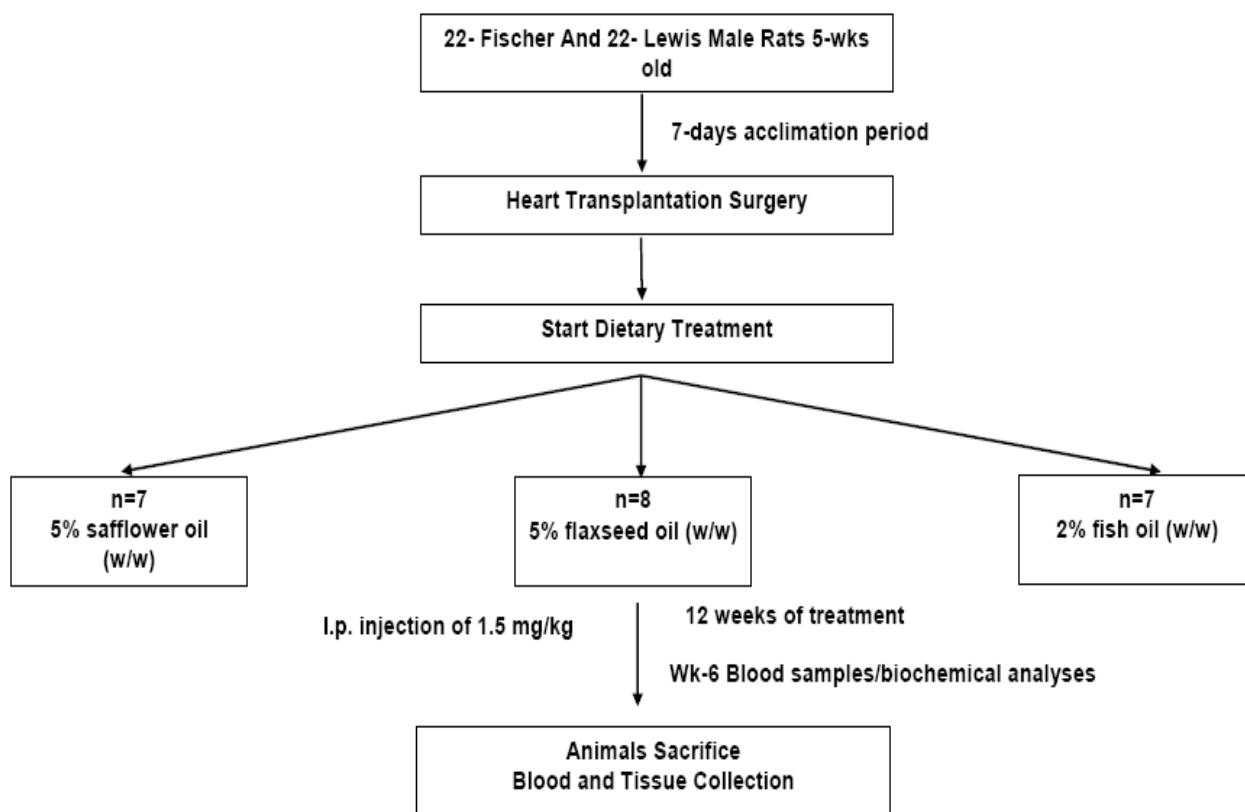 22- Fischer And 22- Lewis Male Rats 5-wks
old
7-days acclimation period
Heart Transplantation Surgery
Start Dietary Treatment
n=7
5% safflower oil
(w/w)
n=8
5% flaxseed oil (w/w)
n=7
2% fish oil (w/w)
I.p. injection of 1.5 mg/kg
12 weeks of treatment
Wk-6 Blood samples/biochemical analyses
Animals Sacrifice
Blood and Tissue Collection